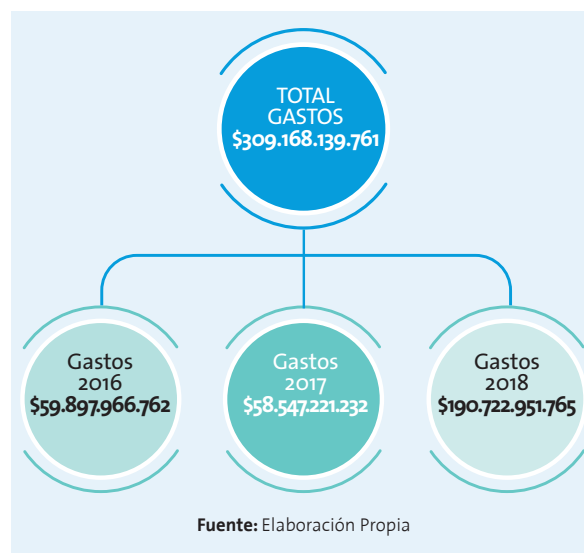 TOTAL
GASTOS
$309.168.139.761
Gastos
2016
$59.897.966.762
Gastos
2017
$58.547.221.232
Gastos
2018
$190.722.951.765
Fuente: Elaboración Propia